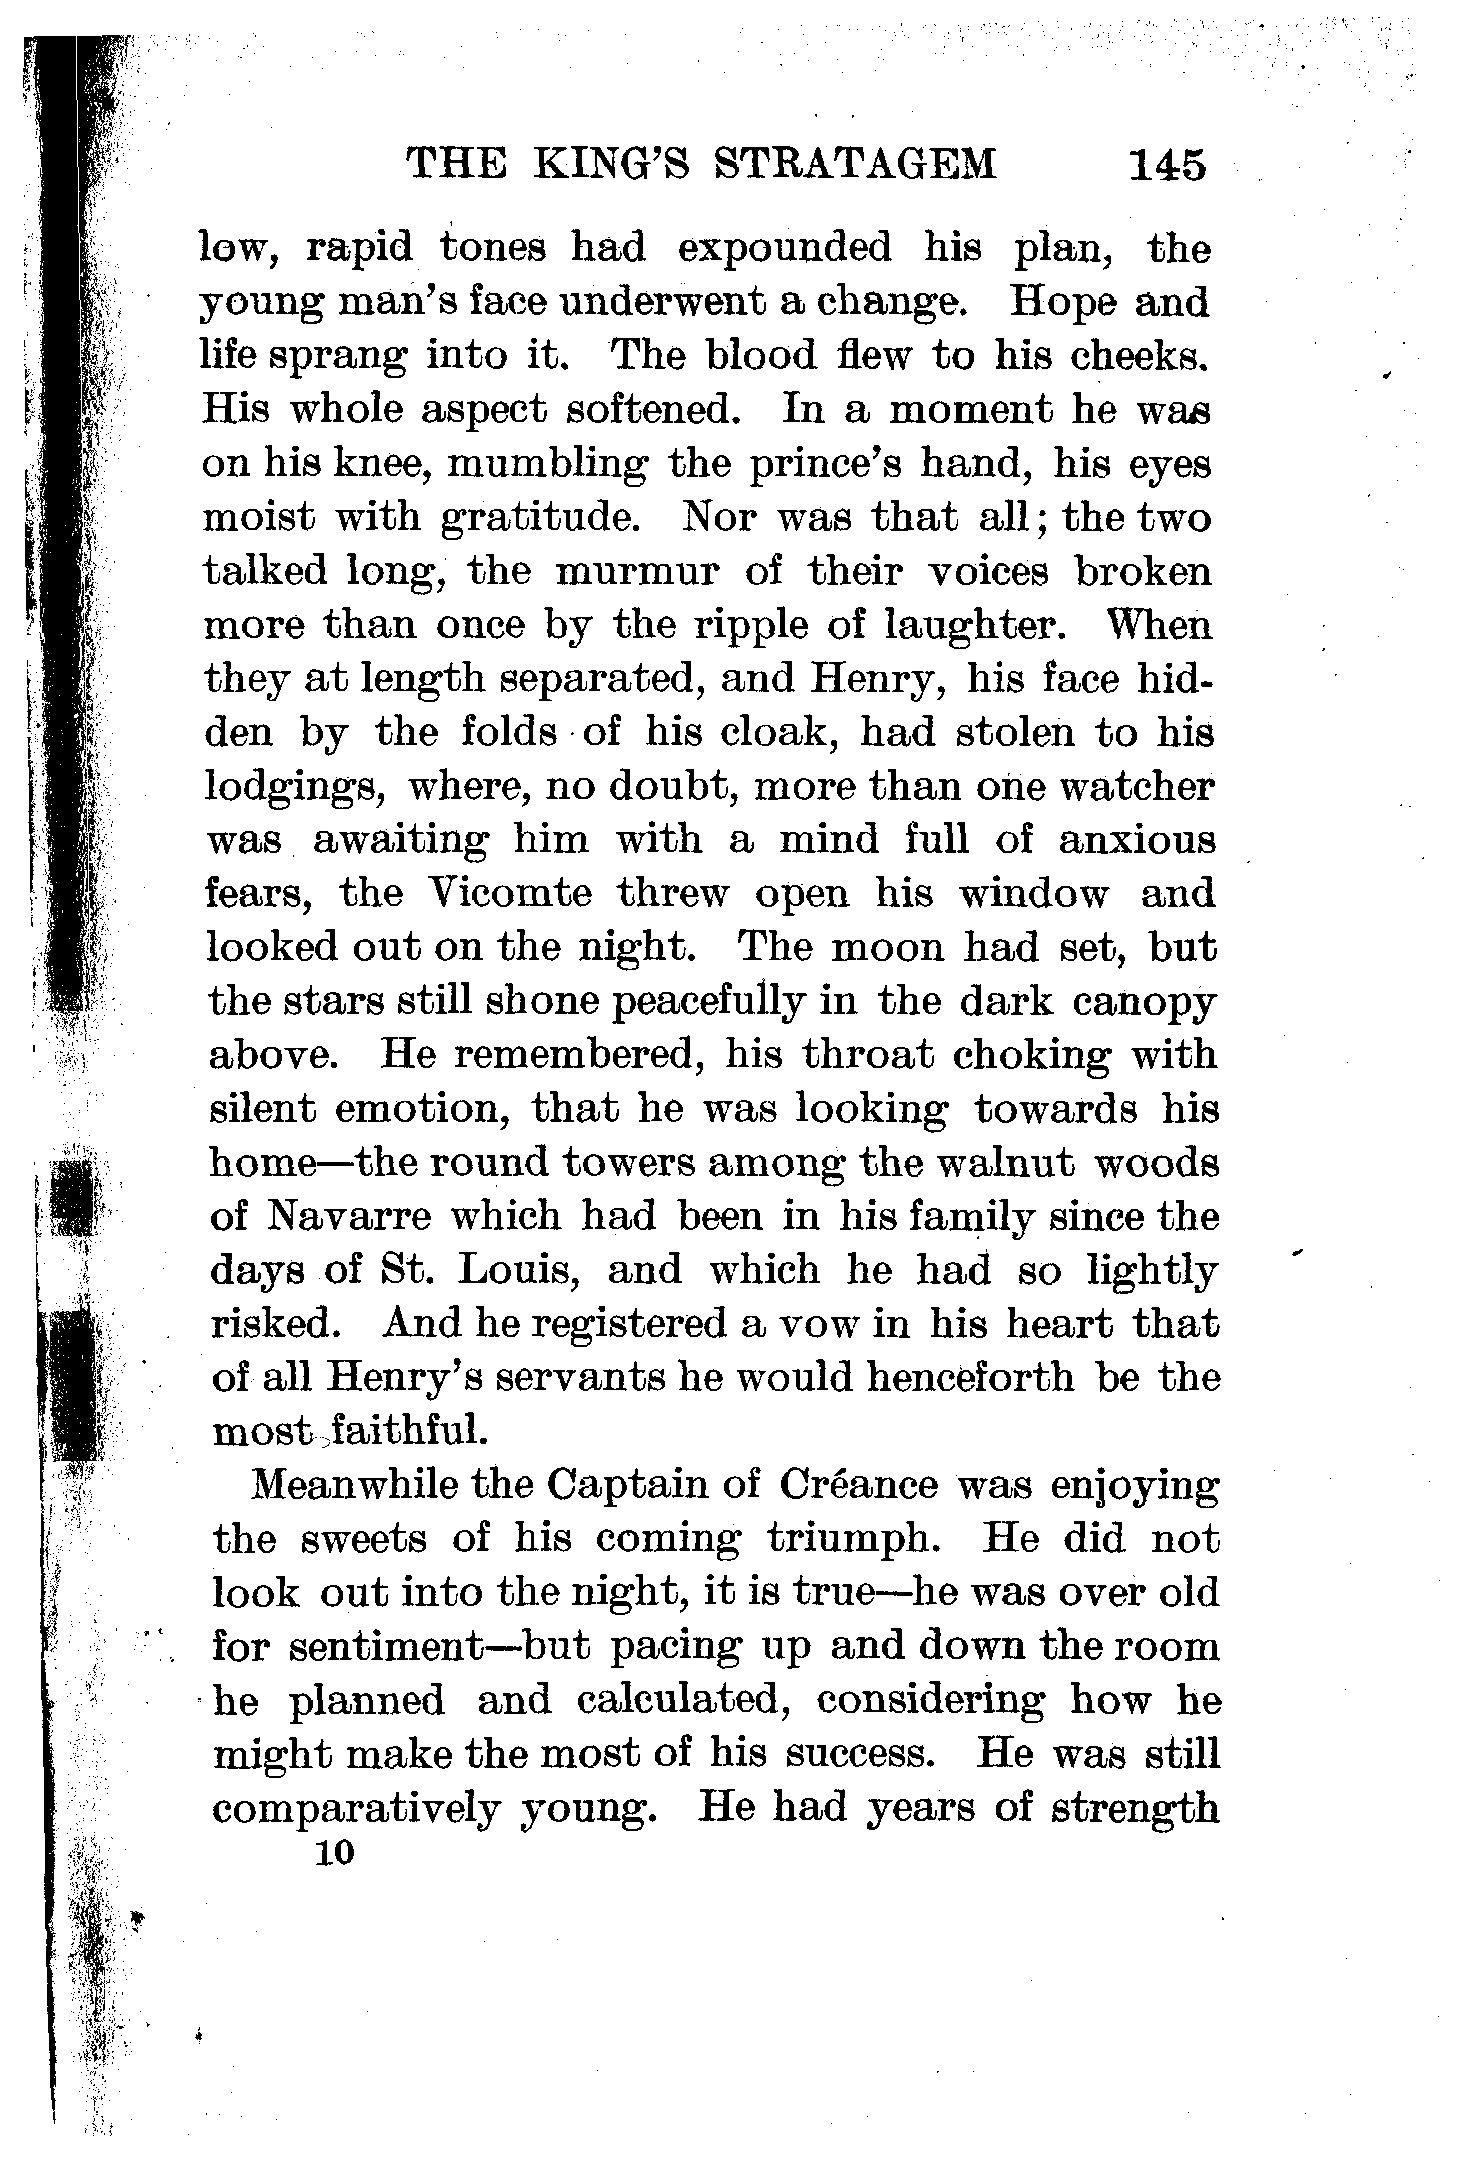 THE KING'S STRATAGEM 145
low, rapid tones had expounded his plan, the
young man's face underwent a change. Hope and
life sprang into it. The blood flew to his cheeks.
His whole aspect softened. In a moment he was
on his knee, mumbling the prince's hand, his eyes
moist with gratitude. Nor was that all; the two
talked long, the murmur of their voices broken
more than once by the ripple of laughter. When
they at length separated, and Henry, his face hid-
den by the folds of his cloak, had stolen to his
lodgings, where, no doubt, more than one watcher
was awaiting him with a mind full of anxious
fears, the Vicomte threw open his window and
looked out on the night. The moon had set, but
the stars still shone peacefully in the dark canopy
above. He remembered, his throat choking with
silent emotion, that he was looking towards his
home—the round towers among the walnut woods
of Navarre which had been in his family since the
days of St. Louis, and which he had so lightly
risked. And he registered a vow in his heart that
of all Henry's servants he would henceforth be the
most faithful.
Meanwhile the Captain of Créance was enjoying
the sweets of his coming triumph. He did not
look out into the night, it is true—he was over old
for sentiment—but pacing up and down the room
he planned and calculated, considering how he
might make the most of his success. He was still
comparatively young. He had years of strength
10